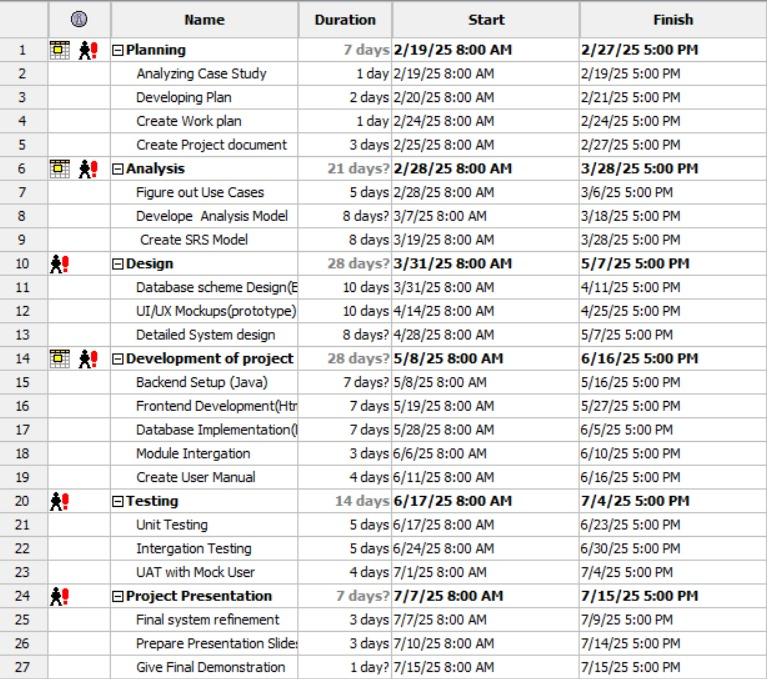 Name Duration Start Finish
1 Planning 7 days 2/19/25 8:00 AM 2/27/25 5:00 PM
2 Analyzing Case Study 1 day 2/19/25 8:00 AM 2/19/25 5:00 PM
3 Developing Plan 2 days 2/20/25 8:00 AM 2/21/25 5:00 PM
4 Create Work plan 1 day 2/24/25 8:00 AM 2/24/25 5:00 PM
5 Create Project document 3 days 2/25/25 8:00 AM 2/27/25 5:00 PM
6 Analysis 21 days? 2/28/25 8:00 AM 3/28/25 5:00 PM
7 Figure out Use Cases 5 days 2/28/25 8:00 AM 3/6/25 5:00 PM
8 Develope Analysis Model 8 days? 3/7/25 8:00 AM 3/18/25 5:00 PM
9 Create SRS Model 8 days 3/19/25 8:00 AM 3/28/25 5:00 PM
10 Design 28 days? 3/31/25 8:00 AM 5/7/25 5:00 PM
11 Database scheme Design(E 10 days 3/31/25 8:00 AM 4/11/25 5:00 PM
12 UI/UX Mockups(prototype) 10 days 4/14/25 8:00 AM 4/25/25 5:00 PM
13 Detailed System design 8 days? 4/28/25 8:00 AM 5/7/25 5:00 PM
14 Development of project 28 days? 5/8/25 8:00 AM 6/16/25 5:00 PM
15 Backend Setup (Java) 7 days? 5/8/25 8:00 AM 5/16/25 5:00 PM
16 Frontend Development(Htm 7 days 5/19/25 8:00 AM 5/27/25 5:00 PM
17 Database Implementation( 7 days 5/28/25 8:00 AM 6/5/25 5:00 PM
18 Module Intergation 3 days 6/6/25 8:00 AM 6/10/25 5:00 PM
19 Create User Manual 4 days 6/11/25 8:00 AM 6/16/25 5:00 PM
20 Testing 14 days 6/17/25 8:00 AM 7/4/25 5:00 PM
21 Unit Testing 5 days 6/17/25 8:00 AM 6/23/25 5:00 PM
22 Intergation Testing 5 days 6/24/25 8:00 AM 6/30/25 5:00 PM
23 UAT with Mock User 4 days 7/1/25 8:00 AM 7/4/25 5:00 PM
24 Project Presentation 7 days? 7/7/25 8:00 AM 7/15/25 5:00 PM
25 Final system refinement 3 days 7/7/25 8:00 AM 7/9/25 5:00 PM
26 Prepare Presentation Slides 3 days 7/10/25 8:00 AM 7/14/25 5:00 PM
27 Give Final Demonstration 1 day? 7/15/25 8:00 AM 7/15/25 5:00 PM